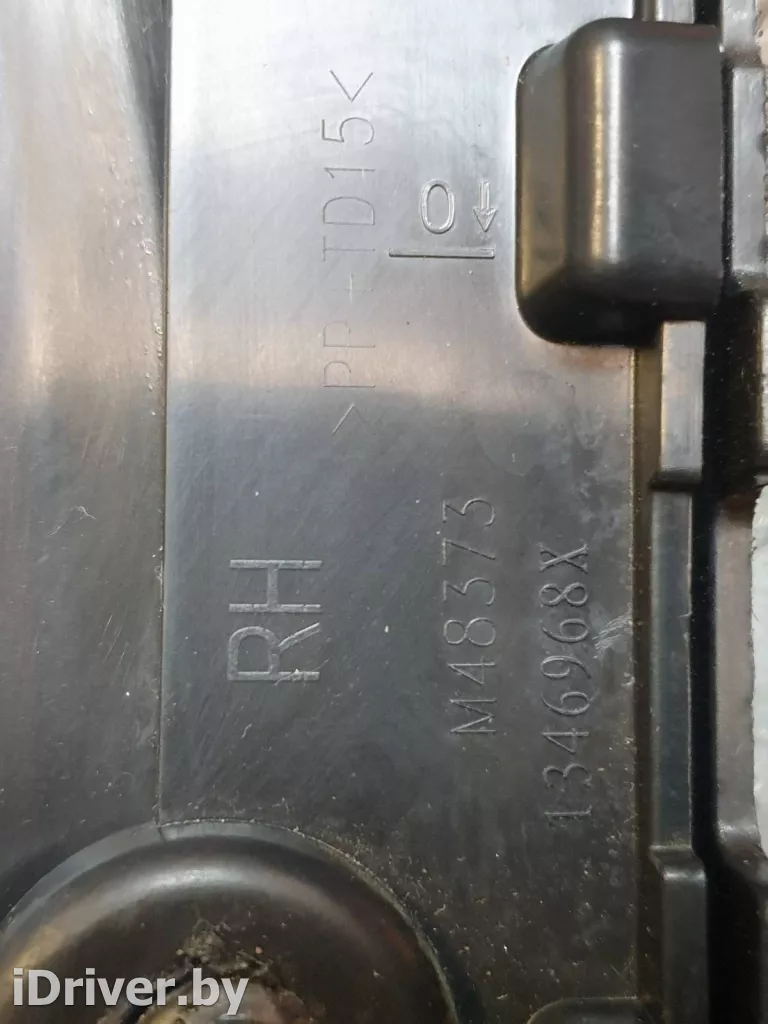 >PP+TD15<
0
RH
M48373
1346968X
iDriver.by